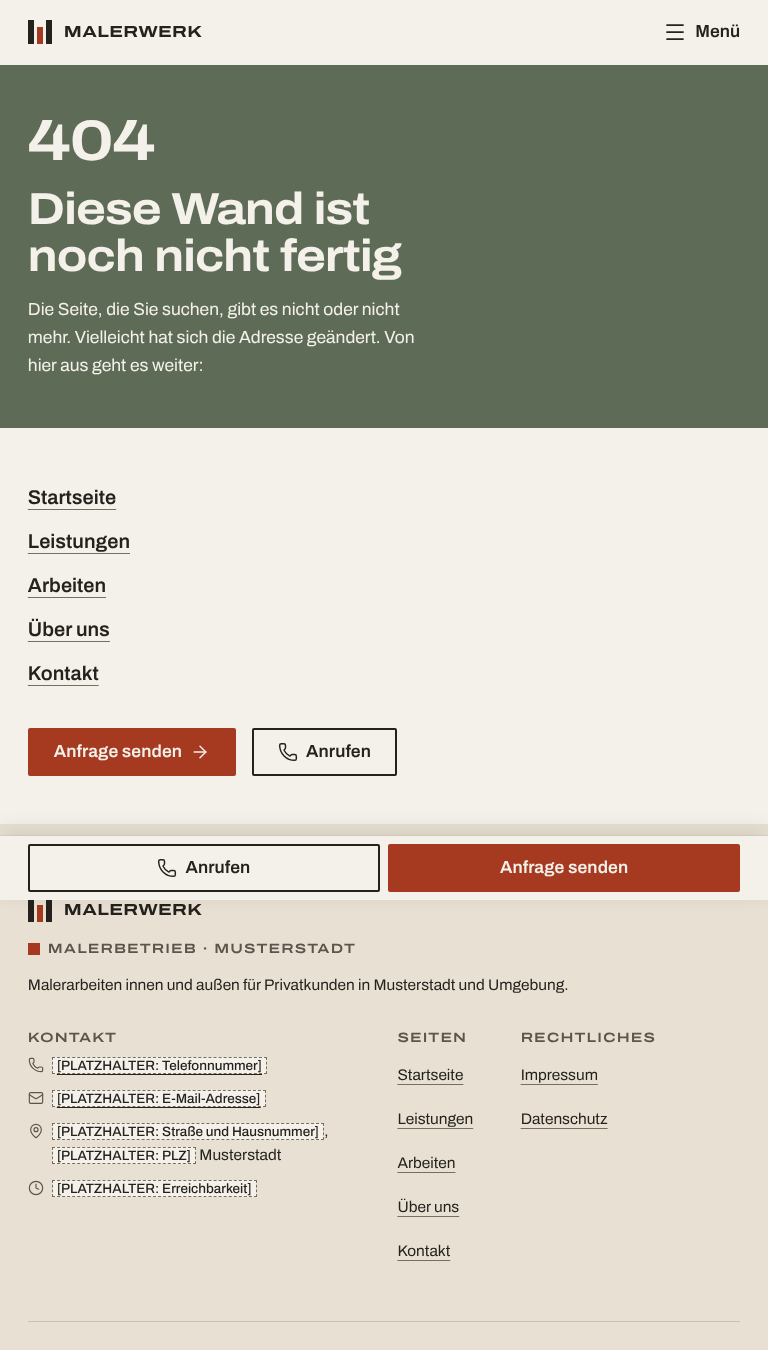 MALERWERK
Menü
404
Diese Wand ist
noch nicht fertig
Die Seite, die Sie suchen, gibt es nicht oder nicht
mehr. Vielleicht hat sich die Adresse geändert. Von
hier aus geht es weiter:
Startseite
Leistungen
Arbeiten
Über uns
Kontakt
Anfrage senden
Anrufen
Anrufen
Anfrage senden
MALERWERK
MALERBETRIEB · MUSTERSTADT
Malerarbeiten innen und außen für Privatkunden in Musterstadt und Umgebung.
KONTAKT
[PLATZHALTER: Telefonnummer]
[PLATZHALTER: E-Mail-Adresse]
[PLATZHALTER: Straße und Hausnummer],
[PLATZHALTER: PLZ] Musterstadt
[PLATZHALTER: Erreichbarkeit]
SEITEN
Startseite
Leistungen
Arbeiten
Über uns
Kontakt
RECHTLICHES
Impressum
Datenschutz